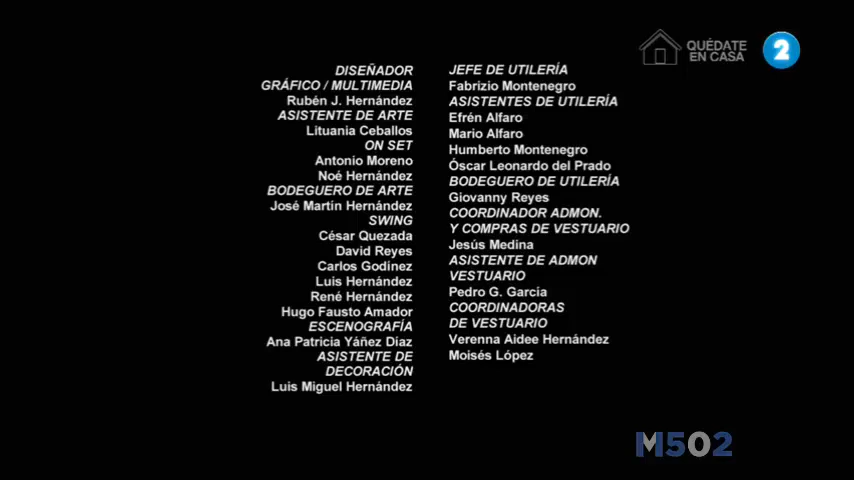 QUÉDATE
EN CASA
2
DISEÑADOR
GRÁFICO / MULTIMEDIA
Rubén J. Hernández
ASISTENTE DE ARTE
Lituania Ceballos
ON SET
Antonio Moreno
Noé Hernández
BODEGUERO DE ARTE
José Martín Hernández
SWING
César Quezada
David Reyes
Carlos Godínez
Luis Hernández
René Hernández
Hugo Fausto Amador
ESCENOGRAFÍA
Ana Patricia Yáñez Díaz
ASISTENTE DE
DECORACIÓN
Luis Miguel Hernández
JEFE DE UTILERÍA
Fabrizio Montenegro
ASISTENTES DE UTILERÍA
Efrén Alfaro
Mario Alfaro
Humberto Montenegro
Óscar Leonardo del Prado
BODEGUERO DE UTILERÍA
Giovanny Reyes
COORDINADOR ADMON.
Y COMPRAS DE VESTUARIO
Jesús Medina
ASISTENTE DE ADMON
VESTUARIO
Pedro G. García
COORDINADORAS
DE VESTUARIO
Verenna Aidee Hernández
Moisés López
M502